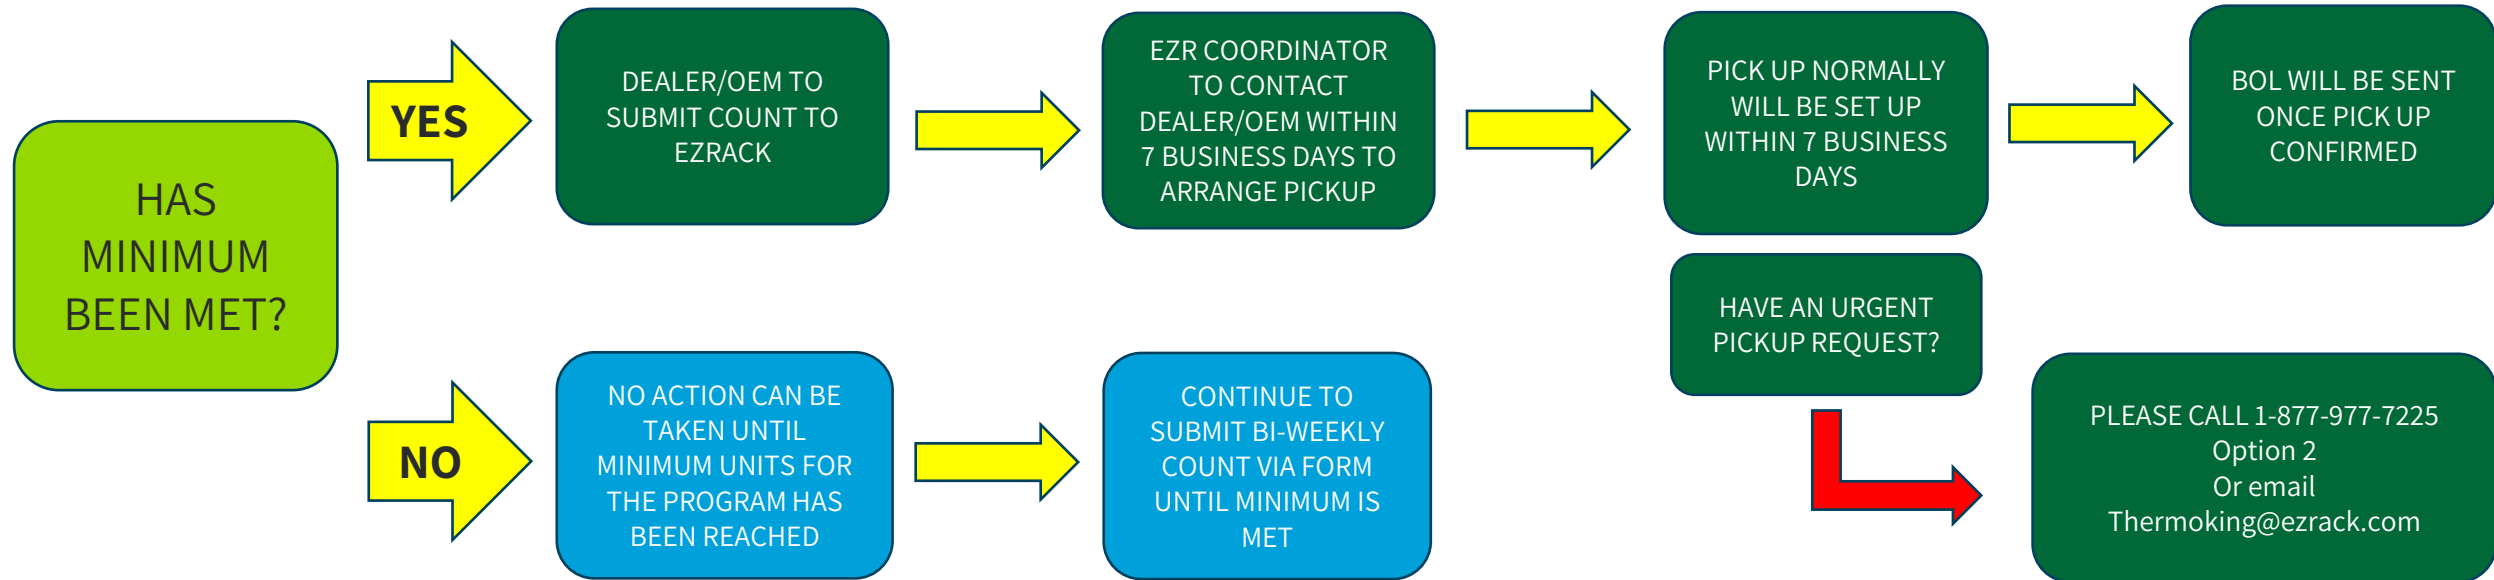 HAS
MINIMUM
BEEN MET?
YES
DEALER/OEM TO
SUBMIT COUNT TO
EZRACK
EZR COORDINATOR
TO CONTACT
DEALER/OEM WITHIN
7 BUSINESS DAYS TO
ARRANGE PICKUP
PICK UP NORMALLY
WILL BE SET UP
WITHIN 7 BUSINESS
DAYS
BOL WILL BE SENT
ONCE PICK UP
CONFIRMED
HAVE AN URGENT
PICKUP REQUEST?
PLEASE CALL 1-877-977-7225
Option 2
Or email
Thermoking@ezrack.com
NO
NO ACTION CAN BE
TAKEN UNTIL
MINIMUM UNITS FOR
THE PROGRAM HAS
BEEN REACHED
CONTINUE TO
SUBMIT BI-WEEKLY
COUNT VIA FORM
UNTIL MINIMUM IS
MET